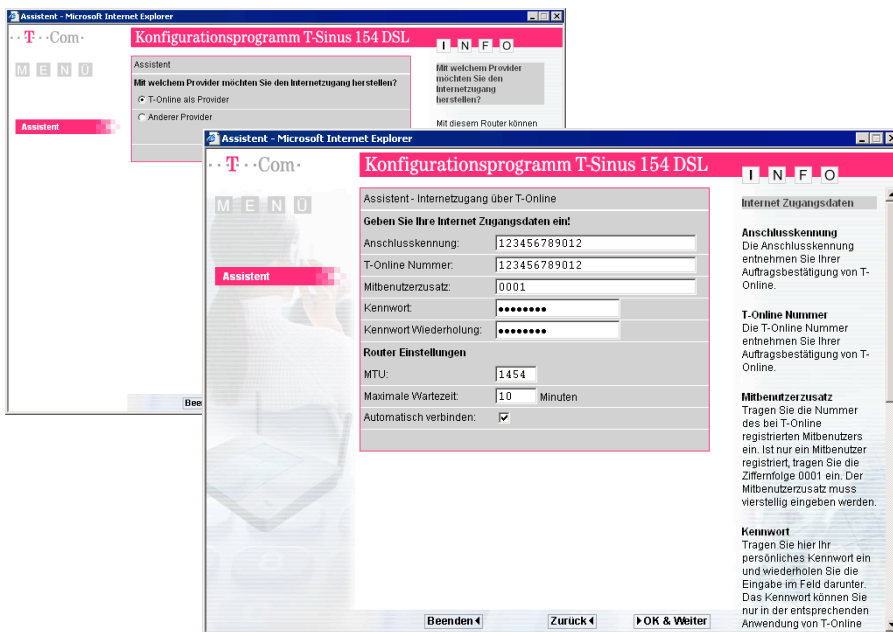 Assistent - Microsoft Internet Explorer
··T··Com·
Konfigurationsprogramm T-Sinus 154 DSL
I N F O
M E N Ü
Assistent
Assistent
Mit welchem Provider möchten Sie den Internetzugang herstellen?
T-Online als Provider
Anderer Provider
Mit welchem Provider
möchten Sie den
Internetzugang
herstellen?
Mit diesem Router können
Assistent - Microsoft Internet Explorer
··T··Com·
Konfigurationsprogramm T-Sinus 154 DSL
I N F O
M E N Ü
Assistent
Assistent - Internetzugang über T-Online
Geben Sie Ihre Internet Zugangsdaten ein!
Anschlusskennung: 123456789012
T-Online Nummer: 123456789012
Mitbenutzerzusatz: 0001
Kennwort: ●●●●●●●●
Kennwort Wiederholung: ●●●●●●●●
Router Einstellungen
MTU: 1454
Maximale Wartezeit: 10 Minuten
Automatisch verbinden:
Internet Zugangsdaten
Anschlusskennung
Die Anschlusskennung
entnehmen Sie Ihrer
Auftragsbestätigung von T-
Online.
T-Online Nummer
Die T-Online Nummer
entnehmen Sie Ihrer
Auftragsbestätigung von T-
Online.
Mitbenutzerzusatz
Tragen Sie die Nummer
des bei T-Online
registrierten Mitbenutzers
ein. Ist nur ein Mitbenutzer
registriert, tragen Sie die
Ziffernfolge 0001 ein. Der
Mitbenutzerzusatz muss
vierstellig eingeben werden.
Kennwort
Tragen Sie hier Ihr
persönliches Kennwort ein
und wiederholen Sie die
Eingabe im Feld darunter.
Das Kennwort können Sie
nur in der entsprechenden
Anwendung von T-Online
Bee
Beenden Zurück OK & Weiter